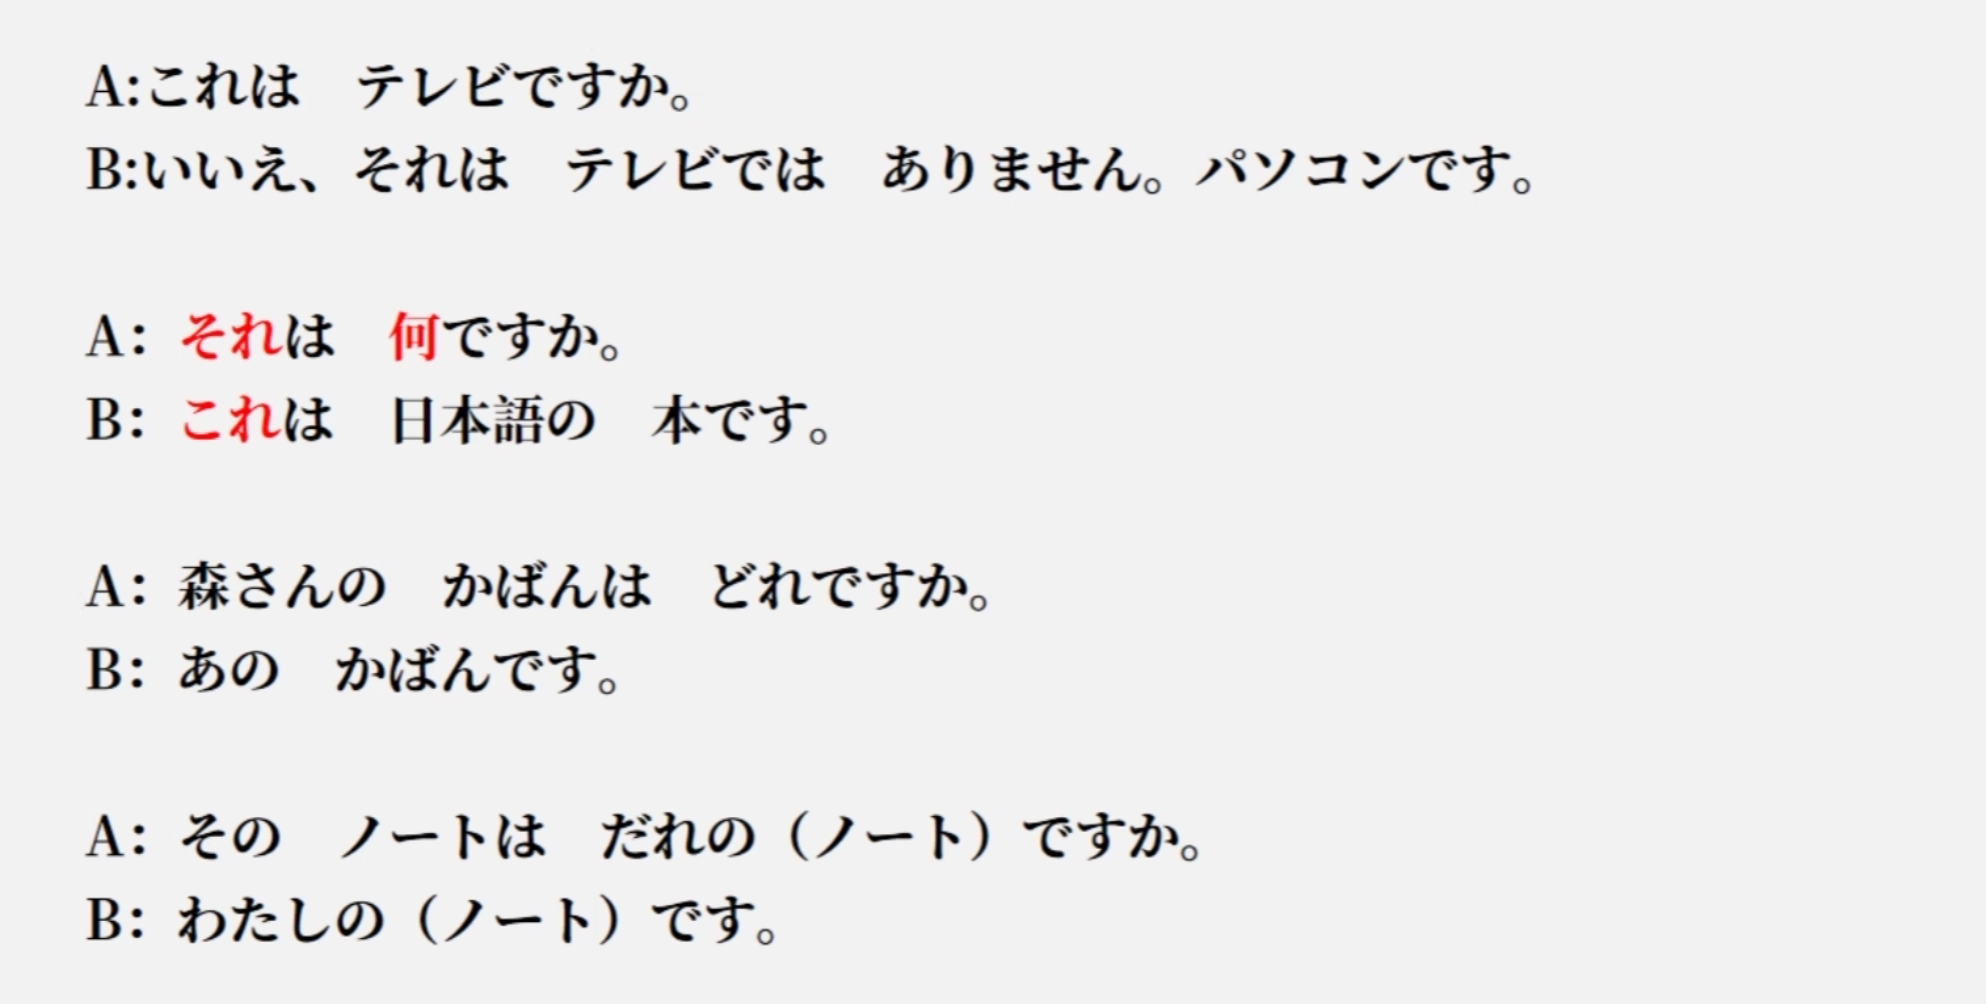 A:これは　テレビですか。
B:いいえ、それは　テレビでは　ありません。パソコンです。
A：それは　何ですか。
B：これは　日本語の　本です。
A：森さんの　かばんは　どれですか。
B：あの　かばんです。
A：その　ノートは　だれの（ノート）ですか。
B：わたしの（ノート）です。